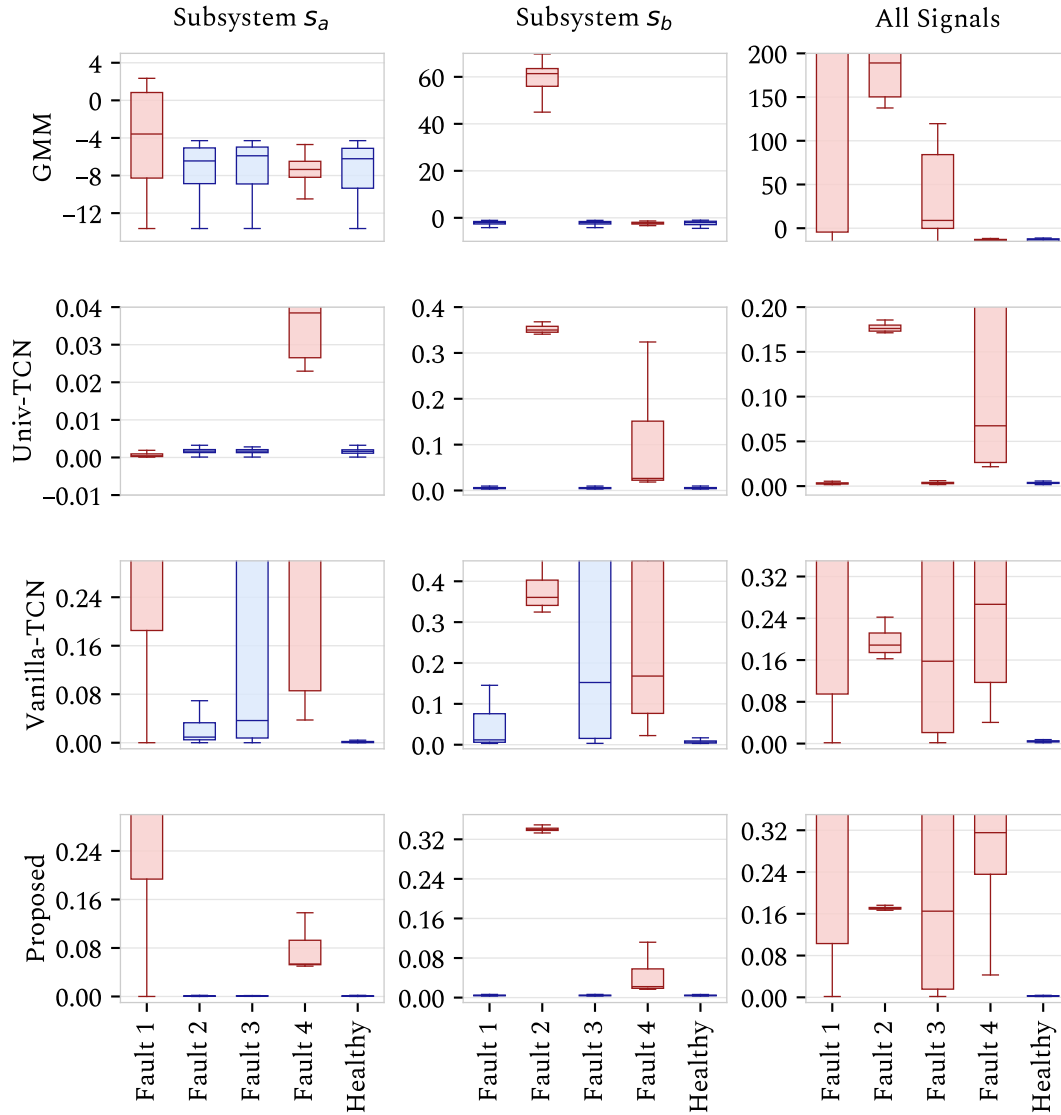 Subsystem sₐ Subsystem s_b All Signals
GMM
4
0
−4
−8
−12
60
40
20
0
200
150
100
50
0
Univ-TCN
0.04
0.03
0.02
0.01
0.00
−0.01
0.4
0.3
0.2
0.1
0.0
0.20
0.15
0.10
0.05
0.00
Vanilla-TCN
0.24
0.16
0.08
0.00
0.4
0.3
0.2
0.1
0.0
0.32
0.24
0.16
0.08
0.00
Proposed
0.24
0.16
0.08
0.00
0.32
0.24
0.16
0.08
0.00
0.32
0.24
0.16
0.08
0.00
Fault 1
Fault 2
Fault 3
Fault 4
Healthy
Fault 1
Fault 2
Fault 3
Fault 4
Healthy
Fault 1
Fault 2
Fault 3
Fault 4
Healthy